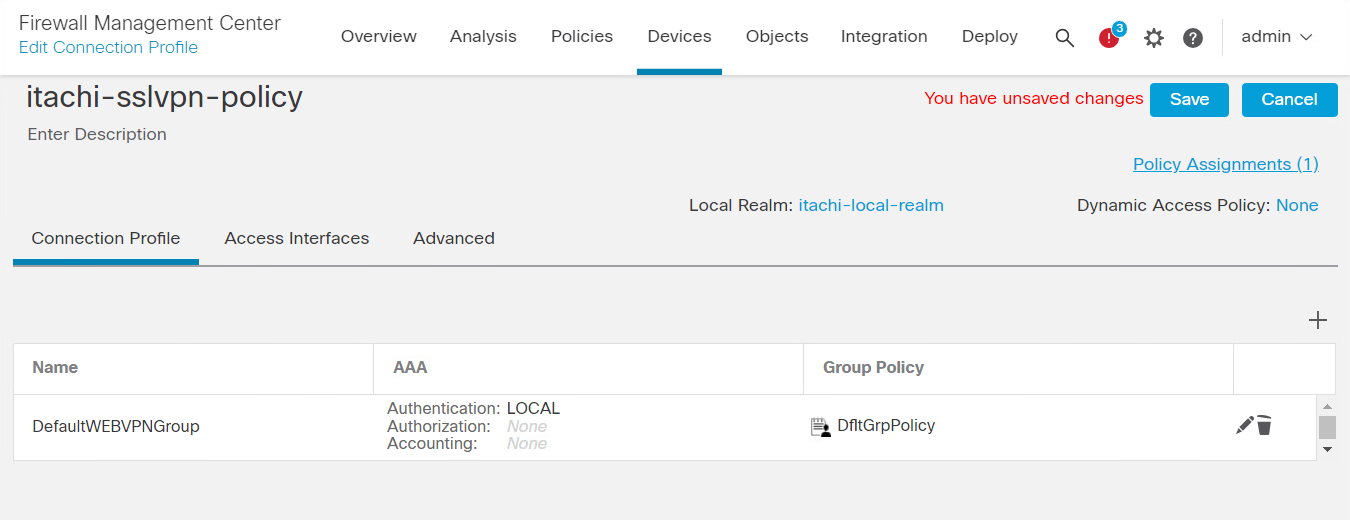 Firewall Management Center
Edit Connection Profile
Overview Analysis Policies Devices Objects Integration Deploy 3 admin
itachi-sslvpn-policy
You have unsaved changes Save Cancel
Enter Description
Policy Assignments (1)
Local Realm: itachi-local-realm Dynamic Access Policy: None
Connection Profile Access Interfaces Advanced
Name AAA Group Policy
Authentication: LOCAL
DefaultWEBVPNGroup Authorization: None DfltGrpPolicy
Accounting: None